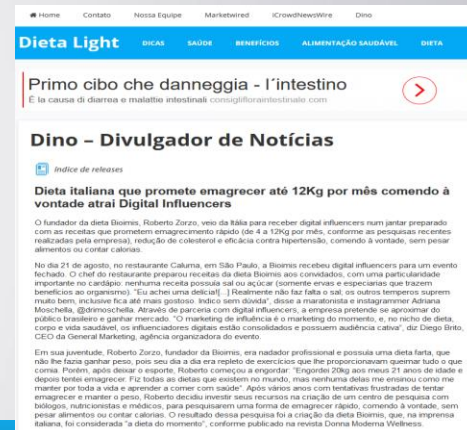 Home Contato Nossa Equipe Marketwired iCrowdNewsWire Dino
Dieta Light DICAS SAÚDE BENEFÍCIOS ALIMENTAÇÃO SAUDÁVEL DIETA
Primo cibo che danneggia - l´intestino
È la causa di diarrea e malattie intestinali consiglifloraintestinale.com
Dino – Divulgador de Notícias
Indice de releases
Dieta italiana que promete emagrecer até 12Kg por mês comendo à
vontade atrai Digital Influencers
O fundador da dieta Bioimis, Roberto Zorzo, veio da Itália para receber digital influencers num jantar preparado
com as receitas que prometem emagrecimento rápido (de 4 a 12Kg por mês, conforme as pesquisas recentes
realizadas pela empresa), redução de colesterol e eficácia contra hipertensão, comendo à vontade, sem pesar
alimentos ou contar calorias.
No dia 21 de agosto, no restaurante Caluma, em São Paulo, a Bioimis recebeu digital influencers para um evento
fechado. O chef do restaurante preparou receitas da dieta Bioimis aos convidados, com uma particularidade
importante no cardápio: nenhuma receita possuía sal ou açúcar (somente ervas e especiarias que trazem
benefícios ao organismo). "Eu achei uma delícia![...] Realmente não faz falta o sal, os outros temperos suprem
muito bem, inclusive fica até mais gostoso. Indico sem dúvida", disse a maratonista e instagrammer Adriana
Moschella, @drimoschella. Através de parceria com digital influencers, a empresa pretende se aproximar do
público brasileiro e ganhar mercado. "O marketing de influência é o marketing do momento, e, no nicho de dieta,
corpo e vida saudável, os influenciadores digitais estão consolidados e possuem audiência cativa", diz Diego Brito,
CEO da General Marketing, agência organizadora do evento.
Em sua juventude, Roberto Zorzo, fundador da Bioimis, era nadador profissional e possuía uma dieta farta, que
não lhe fazia ganhar peso, pois seu dia a dia era repleto de exercícios que lhe proporcionavam queimar tudo o que
comia. Porém, após deixar o esporte, Roberto começou a engordar: "Engordei 20kg aos meus 21 anos de idade e
depois tentei emagrecer. Fiz todas as dietas que existem no mundo, mas nenhuma delas me ensinou como me
manter por toda a vida e aprender a comer com saúde". Após vários anos com tentativas frustradas de tentar
emagrecer e manter o peso, Roberto decidiu investir seus recursos na criação de um centro de pesquisa com
biólogos, nutricionistas e médicos, para pesquisarem uma forma de emagrecer rápido, comendo à vontade, sem
pesar alimentos ou contar calorias. O resultado dessa pesquisa foi a criação da dieta Bioimis, que, na imprensa
italiana, foi considerada "a dieta do momento", conforme publicado na revista Donna Moderna Wellness.